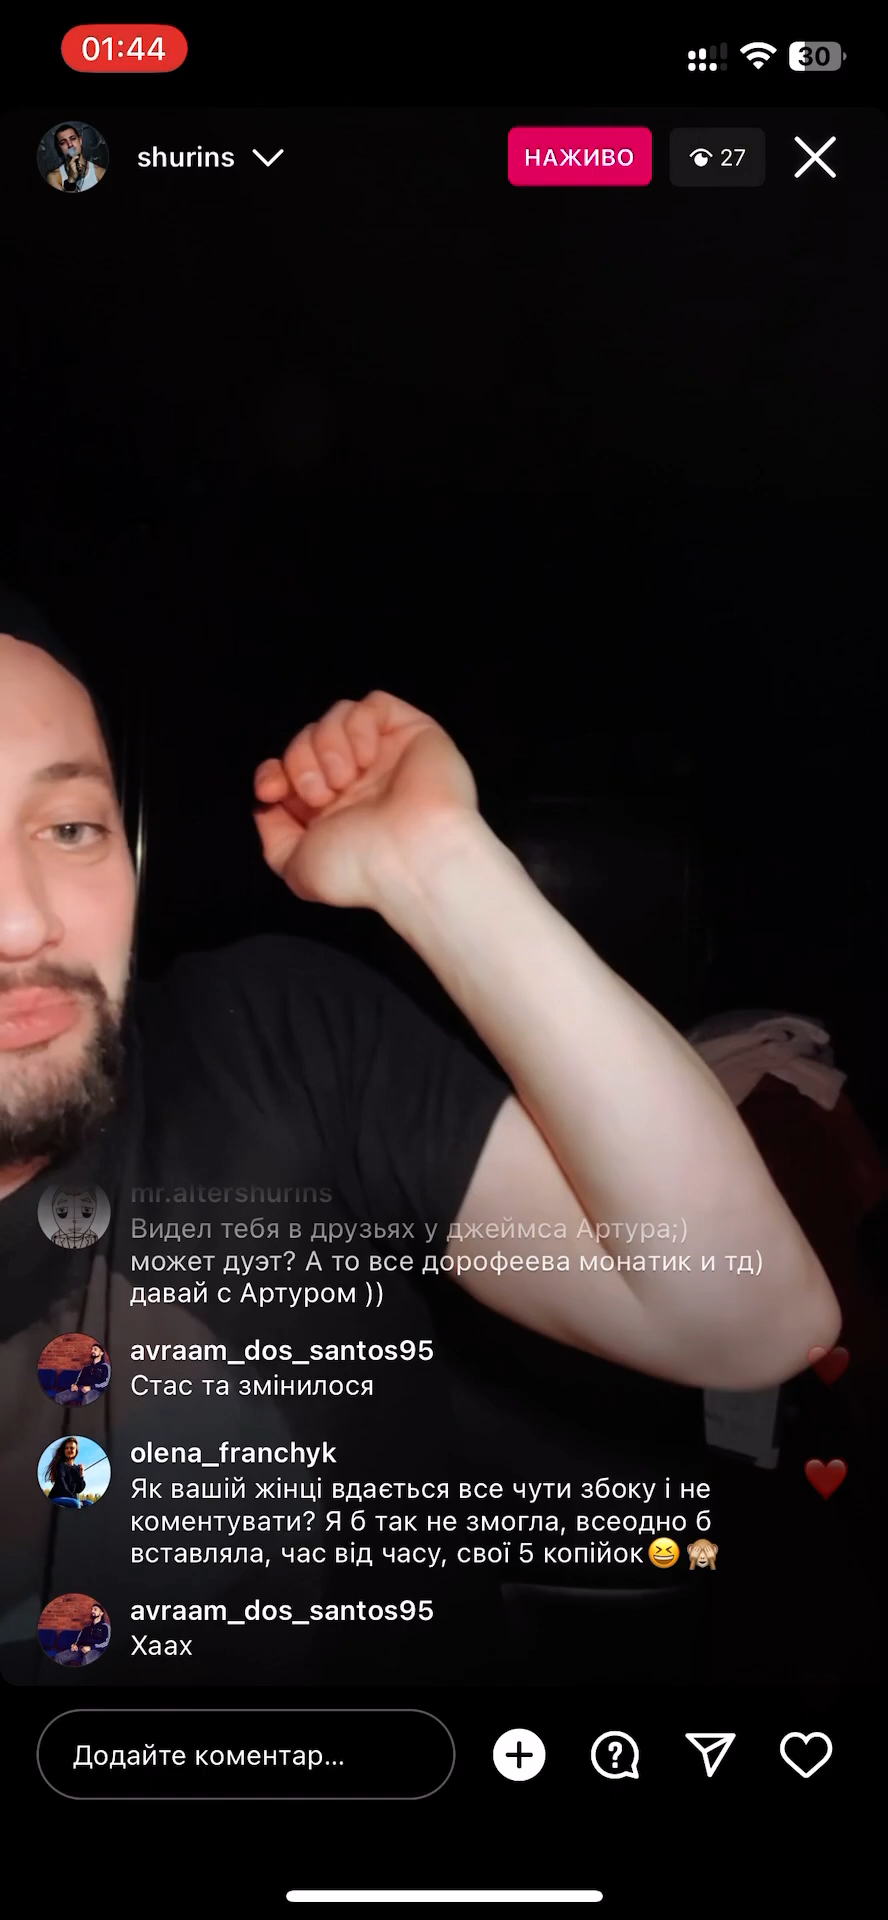 01:44
30
shurins
НАЖИВО
27
mr.altershurins
Видел тебя в друзьях у джеймса Артура;)
может дуэт? А то все дорофеева монатик и тд)
давай с Артуром ))
avraam_dos_santos95
Стас та змінилося
olena_franchyk
Як вашій жінці вдається все чути збоку і не
коментувати? Я б так не змогла, всеодно б
вставляла, час від часу, свої 5 копійок😆🙈
avraam_dos_santos95
Хаах
Додайте коментар...